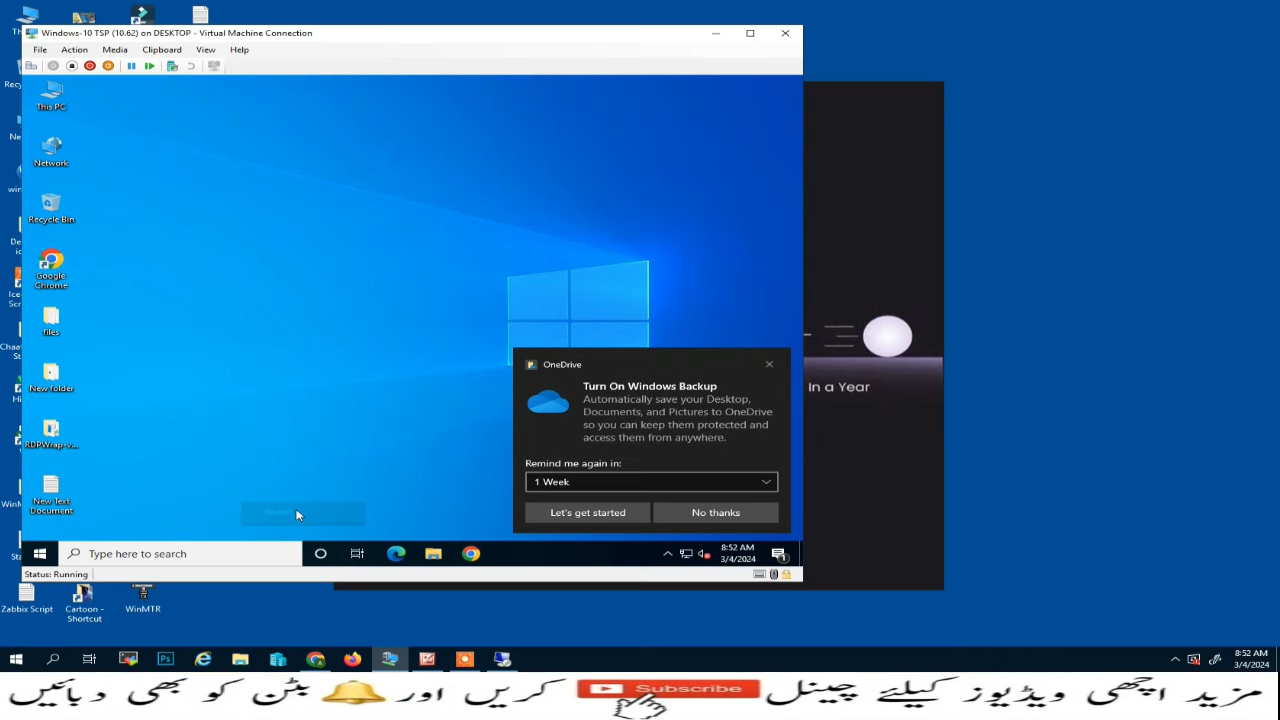 Windows-10 TSP (10.62) on DESKTOP - Virtual Machine Connection
File Action Media Clipboard View Help
This PC
Network
Recycle Bin
Google
Chrome
files
New folder
RDPWrap-v...
New Text
Document
OneDrive
Turn On Windows Backup
Automatically save your Desktop,
Documents, and Pictures to OneDrive
so you can keep them protected and
access them from anywhere.
Remind me again in:
1 Week
Let's get started No thanks
In a Year
Type here to search
8:52 AM
3/4/2024
1
Status: Running
Zabbix Script
Cartoon -
Shortcut
WinMTR
Ps
8:52 AM
3/4/2024
مزید اچھی ویڈیوز کیلئے چینل Subscribe کریں اور بٹن کو بھی دبائیں